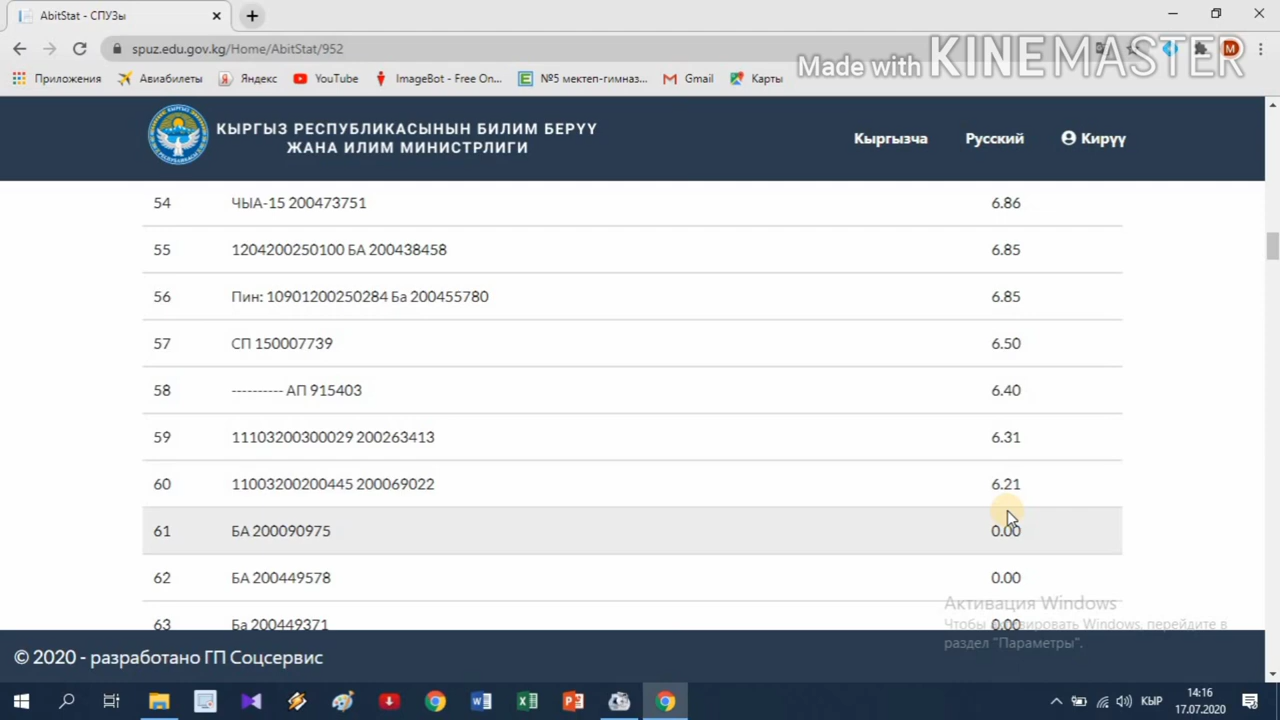 AbitStat - СПУЗы
spuz.edu.gov.kg/Home/AbitStat/952
Made with KINEMASTER
Приложения Авиабилеты Яндекс YouTube ImageBot - Free On... №5 мектеп-гимназ... Gmail Карты
КЫРГЫЗ РЕСПУБЛИКАСЫНЫН БИЛИМ БЕРҮҮ
ЖАНА ИЛИМ МИНИСТРЛИГИ
Кыргызча Русский Кирүү
54 ЧЫА-15 200473751 6.86
55 1204200250100 БА 200438458 6.85
56 Пин: 10901200250284 Ба 200455780 6.85
57 СП 150007739 6.50
58 ---------- АП 915403 6.40
59 11103200300029 200263413 6.31
60 11003200200445 200069022 6.21
61 БА 200090975 0.00
62 БА 200449578 0.00
63 Ба 200449371 0.00
Активация Windows
Чтобы активировать Windows, перейдите в
раздел "Параметры".
© 2020 - разработано ГП Соцсервис
КЫР
14:16
17.07.2020